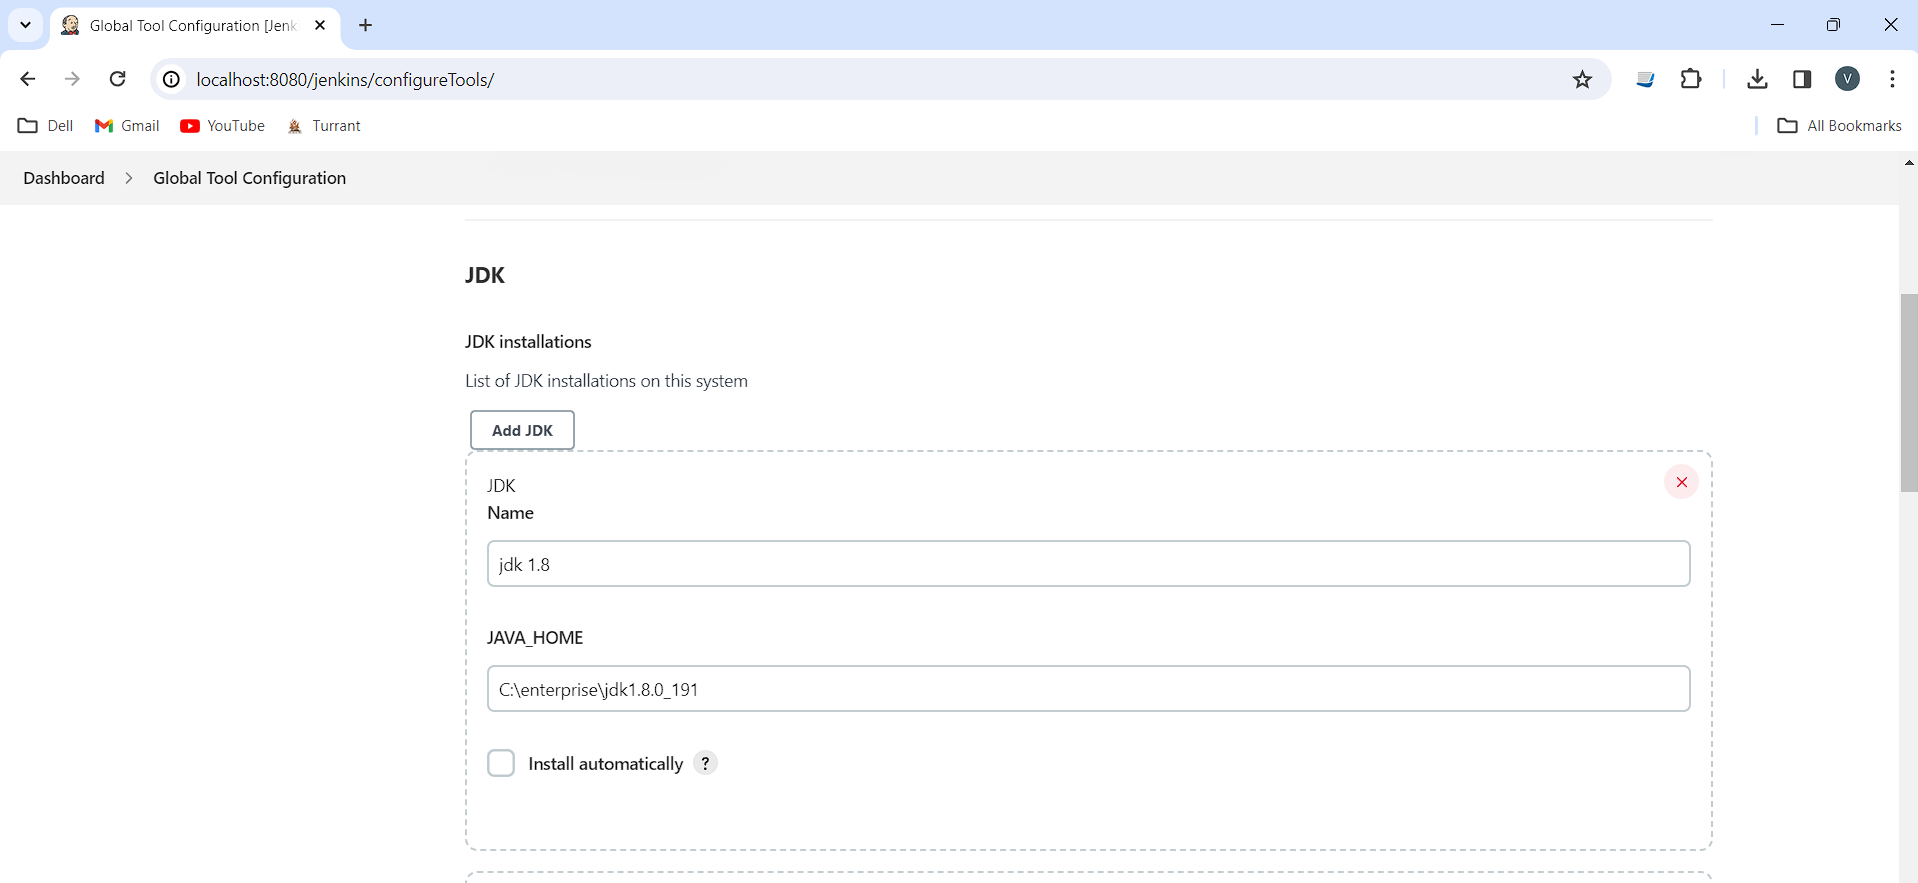 Global Tool Configuration [Jenk
localhost:8080/jenkins/configureTools/
V
Dell Gmail YouTube Turrant All Bookmarks
Dashboard > Global Tool Configuration
JDK
JDK installations
List of JDK installations on this system
Add JDK
JDK
Name
jdk 1.8
JAVA_HOME
C:\enterprise\jdk1.8.0_191
Install automatically ?